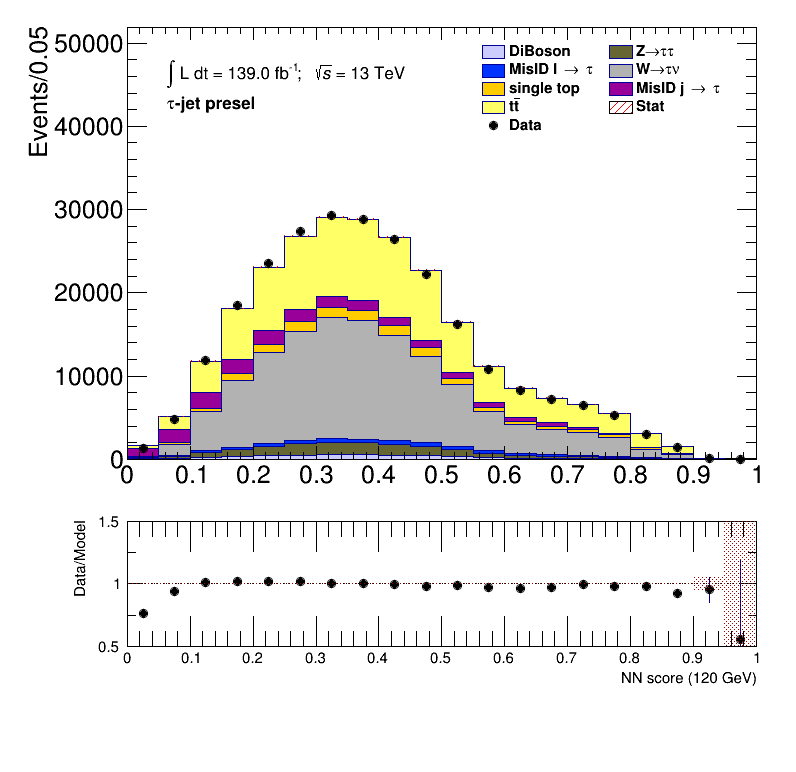 Events/0.05
50000
40000
30000
20000
10000
0
∫ L dt = 139.0 fb⁻¹; √s = 13 TeV
τ-jet presel
DiBoson
MisID l → τ
single top
tt̄
Data
Z→ττ
W→τν
MisID j → τ
Stat
0 0.1 0.2 0.3 0.4 0.5 0.6 0.7 0.8 0.9 1
Data/Model
1.5
1
0.5
0 0.1 0.2 0.3 0.4 0.5 0.6 0.7 0.8 0.9 1
NN score (120 GeV)